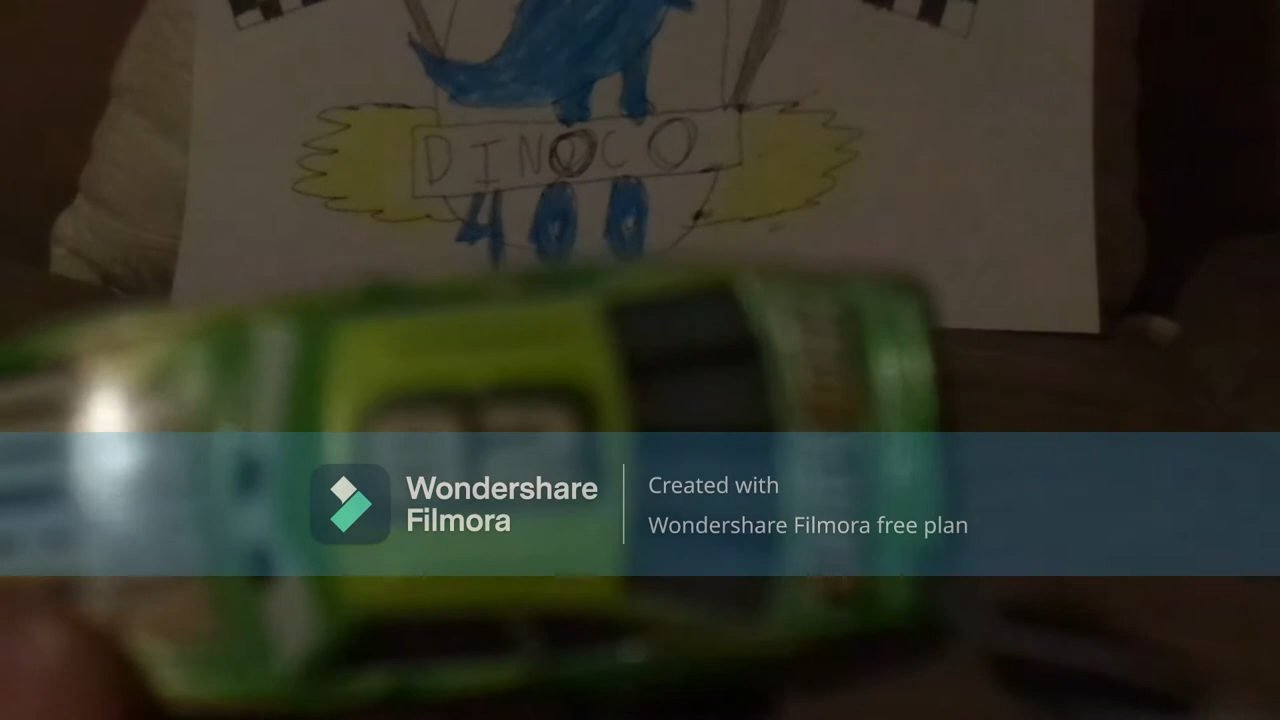 DINOCO
400
Wondershare
Filmora
Created with
Wondershare Filmora free plan